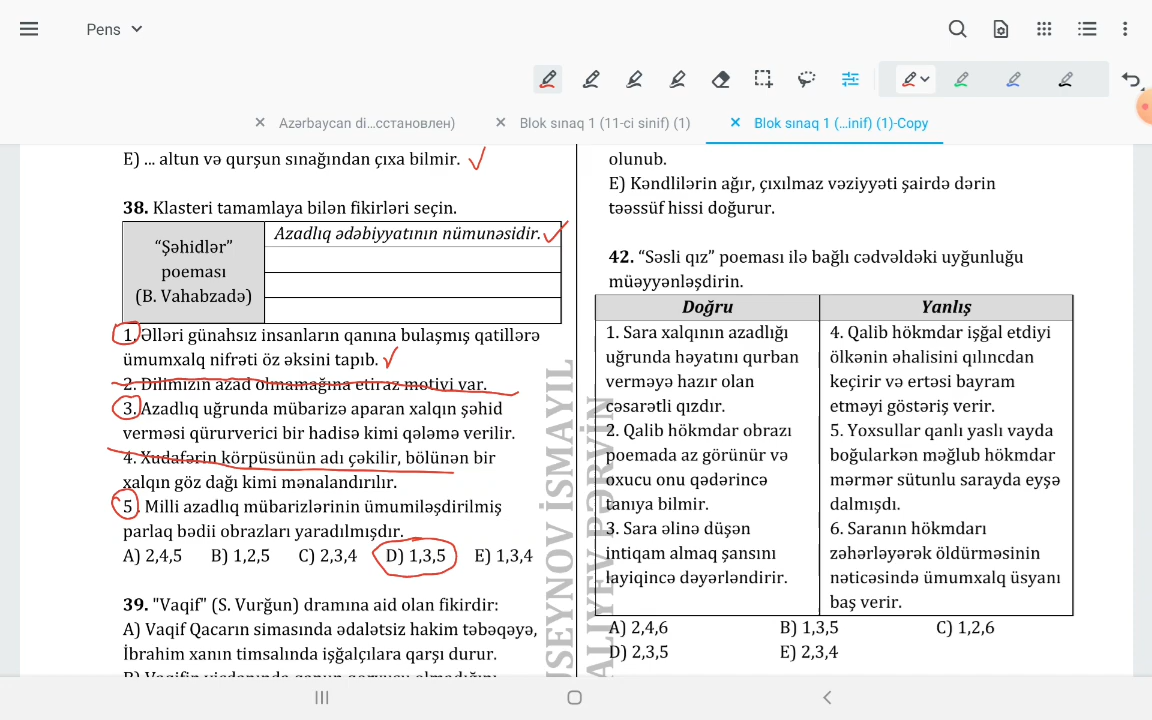 Pens
Azərbaycan di...сстановлен)
Blok sınaq 1 (11-ci sinif) (1)
Blok sınaq 1 (...inif) (1)-Copy
E) ... altun və qurşun sınağından çıxa bilmir.
38. Klasteri tamamlaya bilən fikirləri seçin.
“Şəhidlər”
poeması
(B. Vahabzadə)
Azadlıq ədəbiyyatının nümunəsidir.
1. Əlləri günahsız insanların qanına bulaşmış qatillərə
ümumxalq nifrəti öz əksini tapıb.
2. Dilimizin azad olmamağına etiraz motivi var.
3. Azadlıq uğrunda mübarizə aparan xalqın şəhid
verməsi qürurverici bir hadisə kimi qələmə verilir.
4. Xudafərin körpüsünün adı çəkilir, bölünən bir
xalqın göz dağı kimi mənalandırılır.
5. Milli azadlıq mübarizlərinin ümumiləşdirilmiş
parlaq bədii obrazları yaradılmışdır.
A) 2,4,5 B) 1,2,5 C) 2,3,4 D) 1,3,5 E) 1,3,4
39. "Vaqif" (S. Vurğun) dramına aid olan fikirdir:
A) Vaqif Qacarın simasında ədalətsiz hakim təbəqəyə,
İbrahim xanın timsalında işğalçılara qarşı durur.
olunub.
E) Kəndlilərin ağır, çıxılmaz vəziyyəti şairdə dərin
təəssüf hissi doğurur.
42. “Səsli qız” poeması ilə bağlı cədvəldəki uyğunluğu
müəyyənləşdirin.
Doğru
1. Sara xalqının azadlığı
uğrunda həyatını qurban
verməyə hazır olan
cəsarətli qızdır.
2. Qalib hökmdar obrazı
poemada az görünür və
oxucu onu qədərincə
tanıya bilmir.
3. Sara əlinə düşən
intiqam almaq şansını
layiqincə dəyərləndirir.
Yanlış
4. Qalib hökmdar işğal etdiyi
ölkənin əhalisini qılıncdan
keçirir və ertəsi bayram
etməyi göstəriş verir.
5. Yoxsullar qanlı yaslı vayda
boğularkən məğlub hökmdar
mərmər sütunlu sarayda eyşə
dalmışdı.
6. Saranın hökmdarı
zəhərləyərək öldürməsinin
nəticəsində ümumxalq üsyanı
baş verir.
A) 2,4,6 B) 1,3,5 C) 1,2,6
D) 2,3,5 E) 2,3,4
ÜSEYNOV İSMAYIL
ALIYEV PƏRVİN